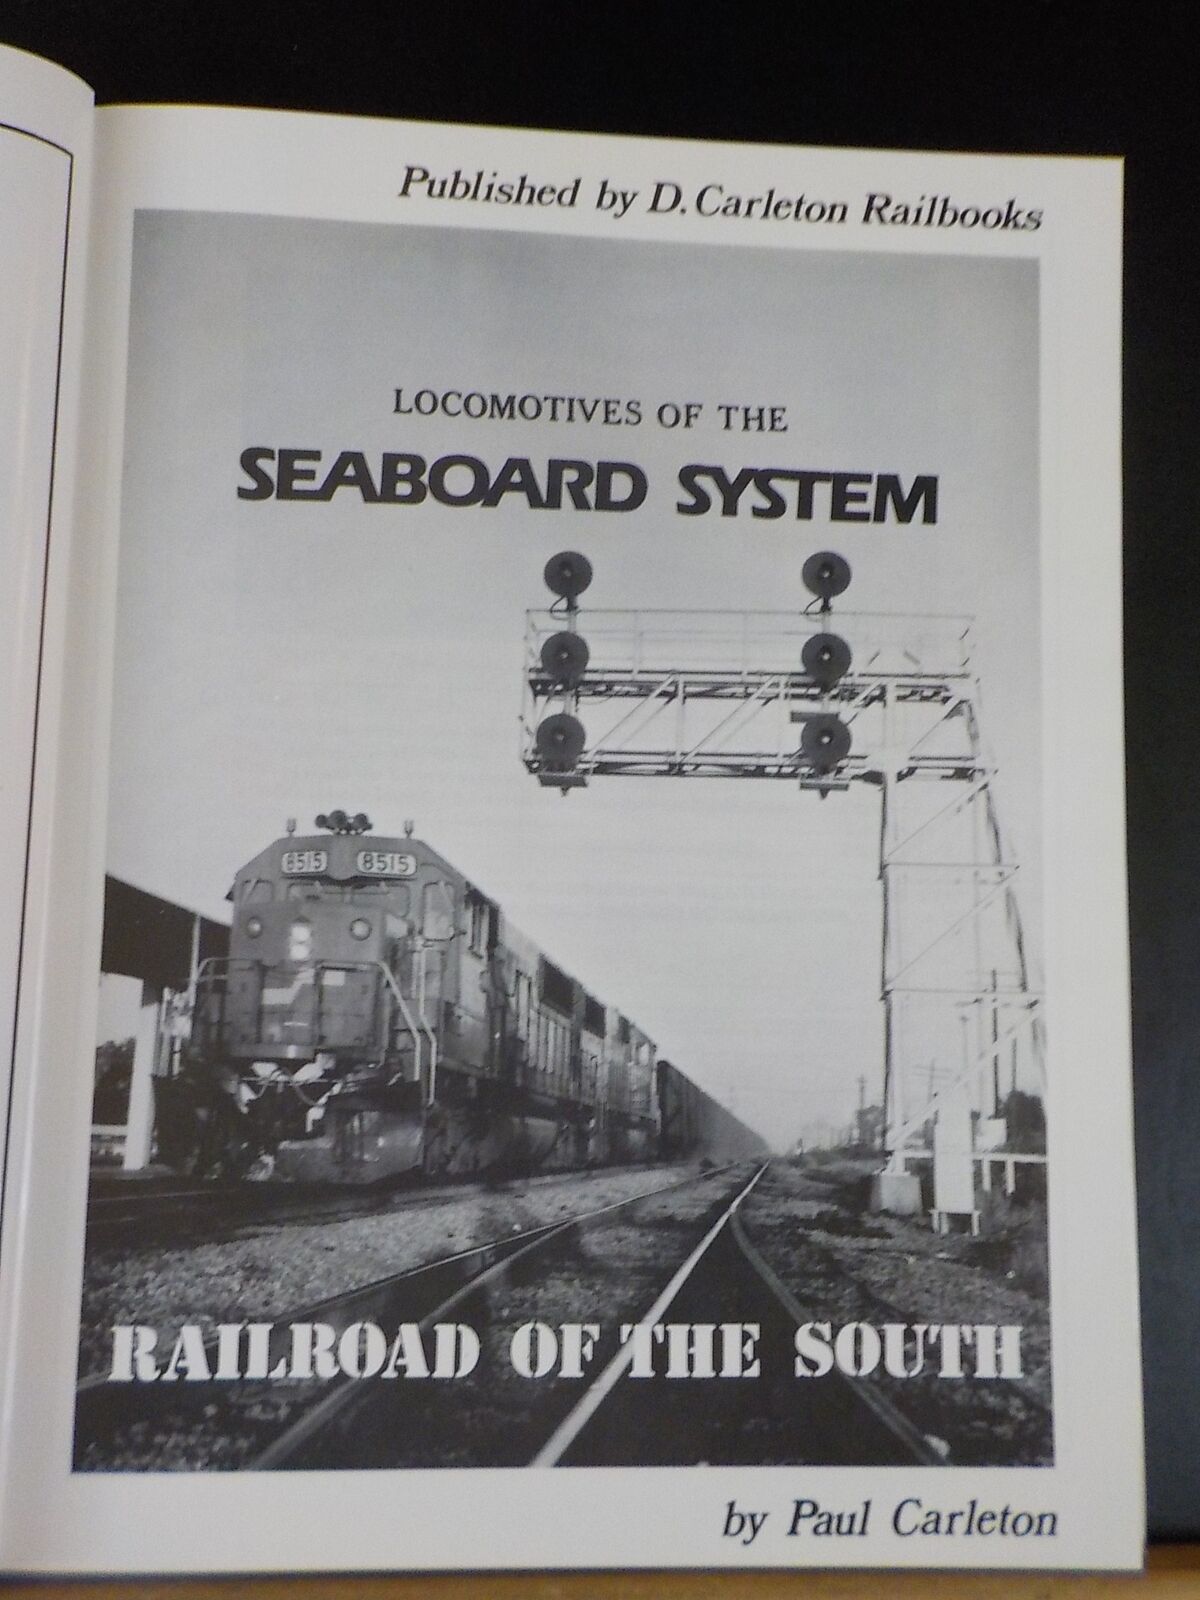 Published by D. Carleton Railbooks
LOCOMOTIVES OF THE
SEABOARD SYSTEM
8515 8515
RAILROAD OF THE SOUTH
by Paul Carleton